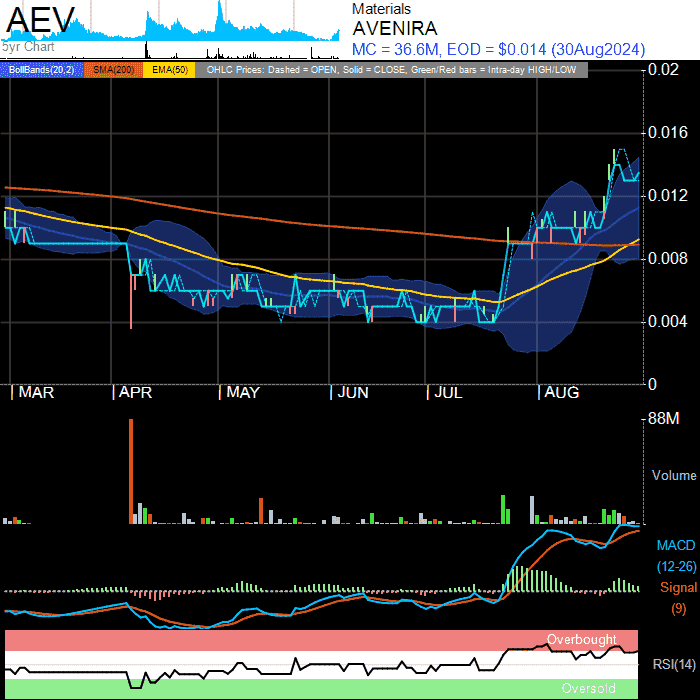 AEV
5yr Chart
Materials
AVENIRA
MC = 36.6M, EOD = $0.014 (30Aug2024)
BollBands(20,2) SMA(200) EMA(50) OHLC Prices: Dashed = OPEN, Solid = CLOSE, Green/Red bars = Intra-day HIGH/LOW
0.02
0.016
0.012
0.008
0.004
0
MAR APR MAY JUN JUL AUG
88M
Volume
MACD
(12-26)
Signal
(9)
Overbought
RSI(14)
Oversold